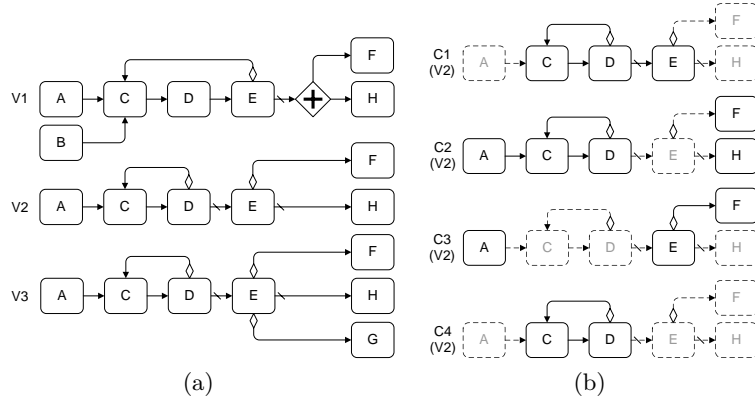 F
V1 A C D E H
B
F
V2 A C D E H
F
V3 A C D E H
G
(a)
F
C1
(V2)
A C D E H
F
C2
(V2)
A C D E H
F
C3
(V2)
A C D E H
F
C4
(V2)
A C D E H
(b)